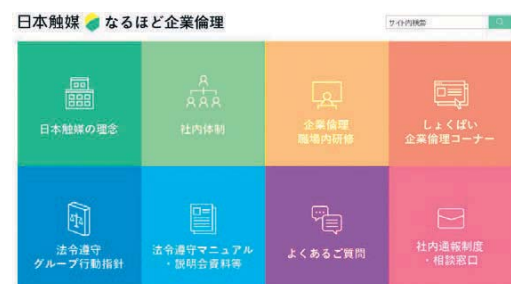 日本触媒 なるほど企業倫理
サイト内検索
日本触媒の理念
社内体制
企業倫理
職場内研修
しょくばい
企業倫理コーナー
法令遵守
グループ行動指針
法令遵守マニュアル
・説明会資料等
よくあるご質問
社内通報制度
・相談窓口